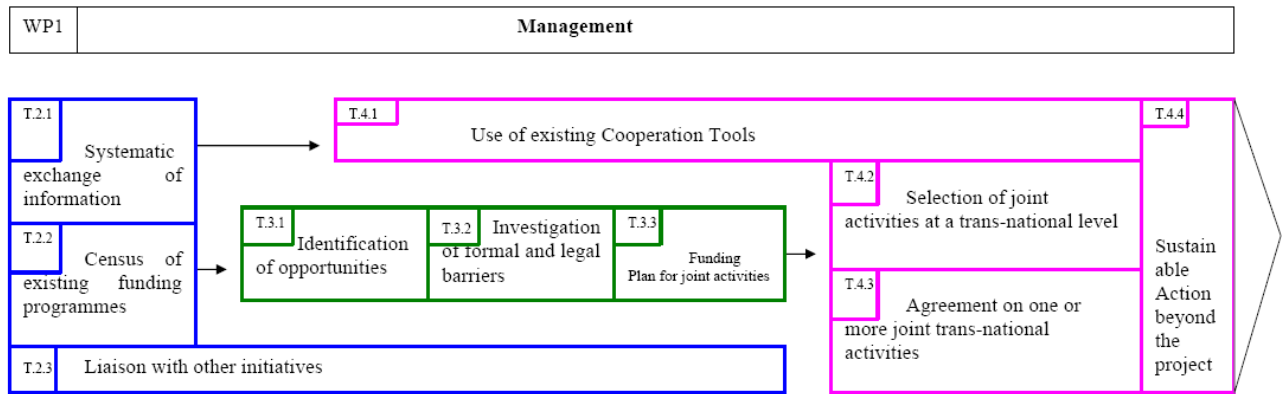 WP1 Management
T.2.1
Systematic
exchange of
information
T.2.2
Census of
existing funding
programmes
T.2.3 Liaison with other initiatives
T.3.1
Identification
of opportunities
T.3.2
Investigation
of formal and legal
barriers
T.3.3
Funding
Plan for joint activities
T.4.1
Use of existing Cooperation Tools
T.4.2
Selection of joint
activities at a trans-national level
T.4.3
Agreement on one or
more joint trans-national
activities
T.4.4
Sustain
able
Action
beyond
the
project